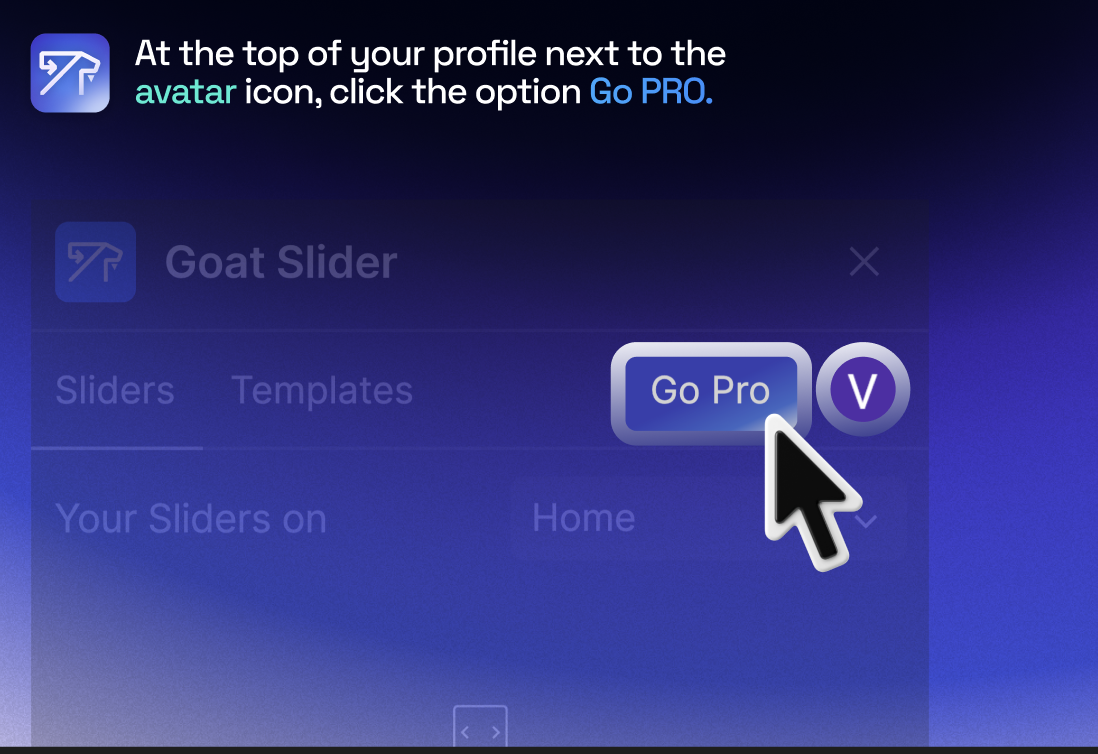 At the top of your profile next to the
avatar icon, click the option Go PRO.
Goat Slider
Sliders Templates Go Pro V
Your Sliders on Home